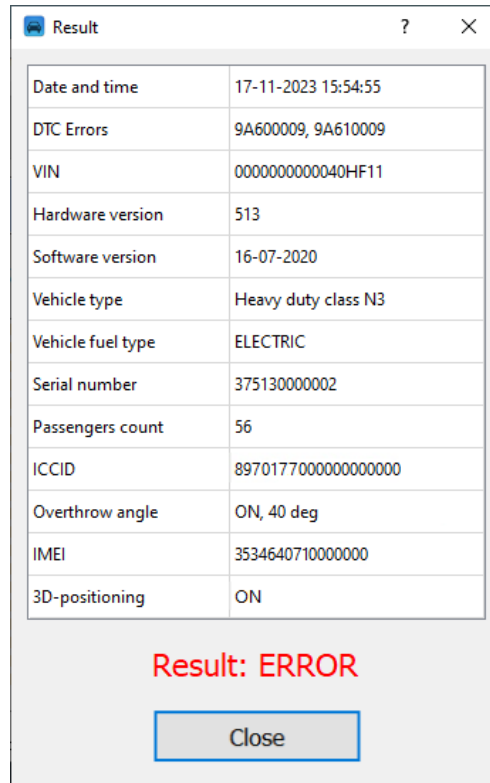 Result ?
Date and time 17-11-2023 15:54:55
DTC Errors 9A600009, 9A610009
VIN 0000000000040HF11
Hardware version 513
Software version 16-07-2020
Vehicle type Heavy duty class N3
Vehicle fuel type ELECTRIC
Serial number 375130000002
Passengers count 56
ICCID 8970177000000000000
Overthrow angle ON, 40 deg
IMEI 3534640710000000
3D-positioning ON
Result: ERROR
Close